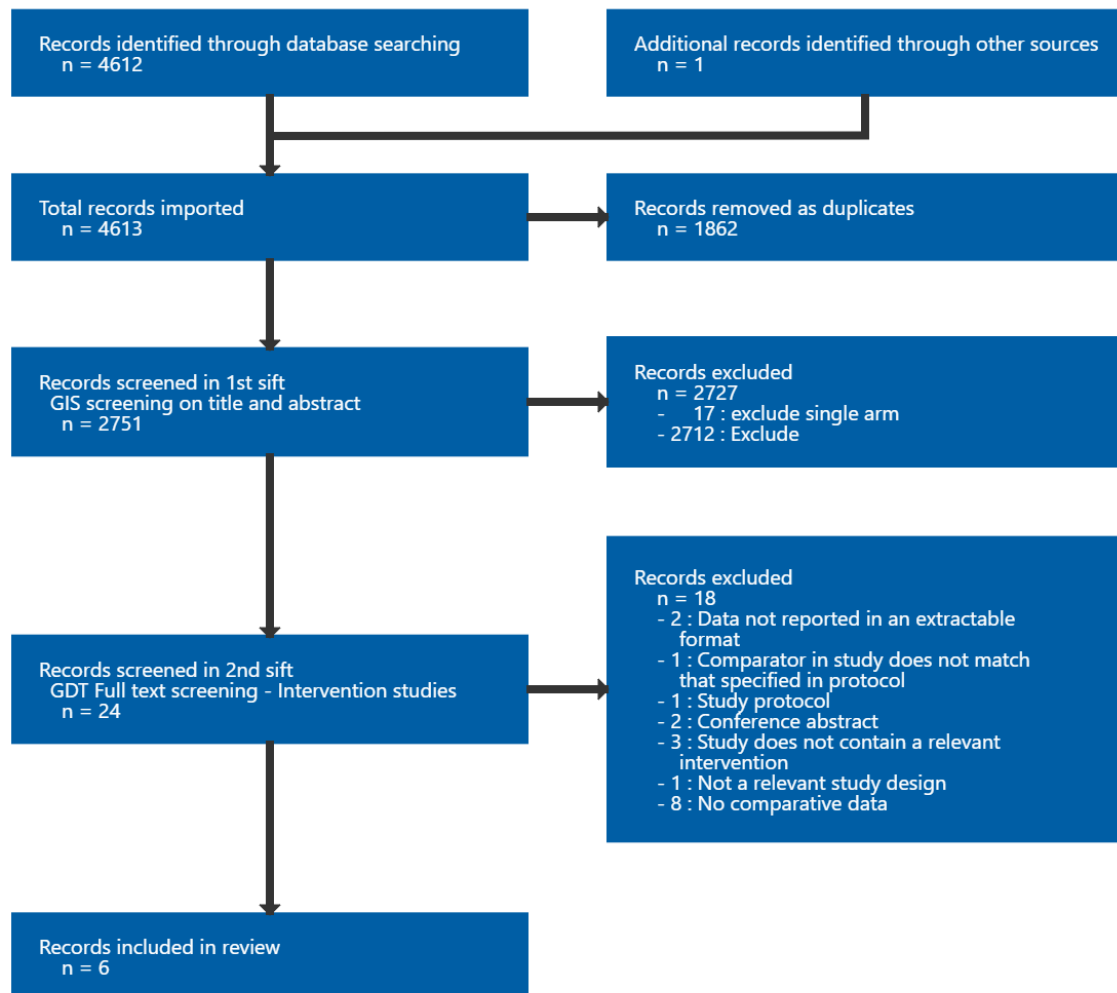 Records identified through database searching
n = 4612
Additional records identified through other sources
n = 1
Total records imported
n = 4613
Records removed as duplicates
n = 1862
Records screened in 1st sift
GIS screening on title and abstract
n = 2751
Records excluded
n = 2727
- 17 : exclude single arm
- 2712 : Exclude
Records screened in 2nd sift
GDT Full text screening - Intervention studies
n = 24
Records excluded
n = 18
- 2 : Data not reported in an extractable
format
- 1 : Comparator in study does not match
that specified in protocol
- 1 : Study protocol
- 2 : Conference abstract
- 3 : Study does not contain a relevant
intervention
- 1 : Not a relevant study design
- 8 : No comparative data
Records included in review
n = 6